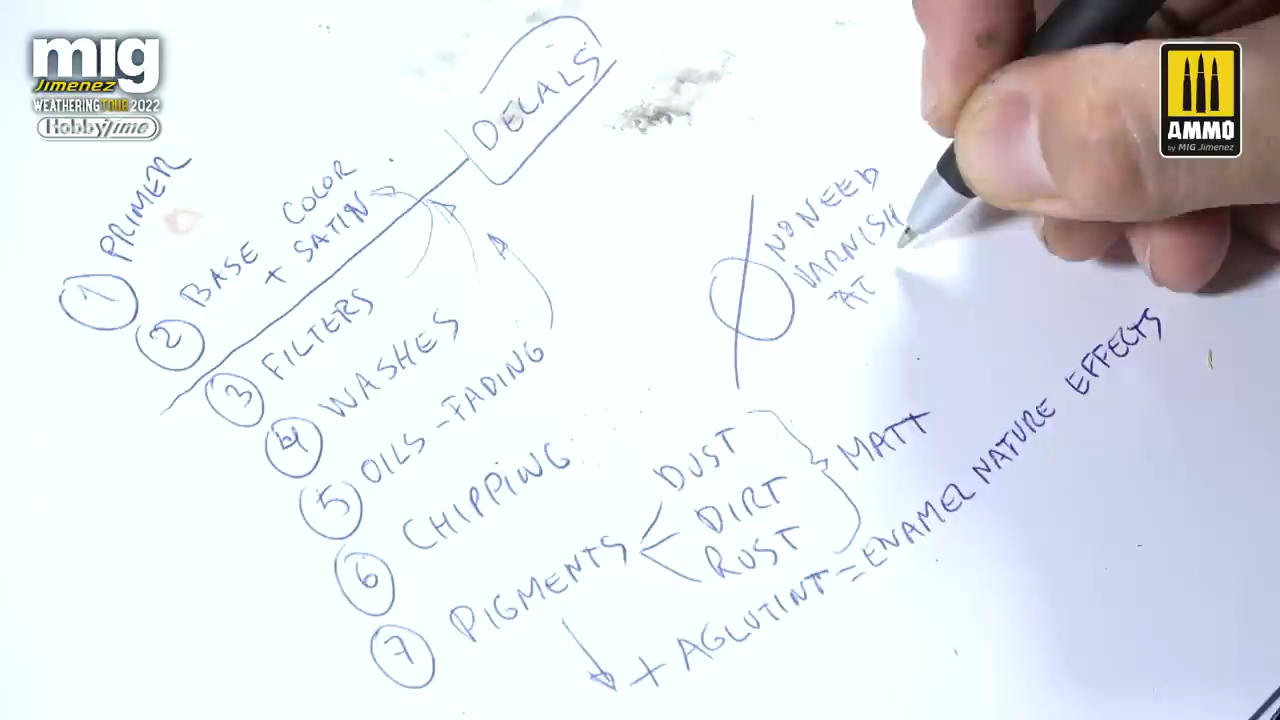 mig
Jimenez
WEATHERING TOUR 2022
HobbyTime
AMMO
by MIG Jimenez
DECALS
1 PRIMER
2 BASE COLOR
+ SATIN
3 FILTERS
4 WASHES
5 OILS-FADING
6 CHIPPING
7 PIGMENTS
DUST
DIRT
RUST
MATT
+ AGLUTINT = ENAMEL NATURE EFFECTS
NO NEED
VARNISH
AT